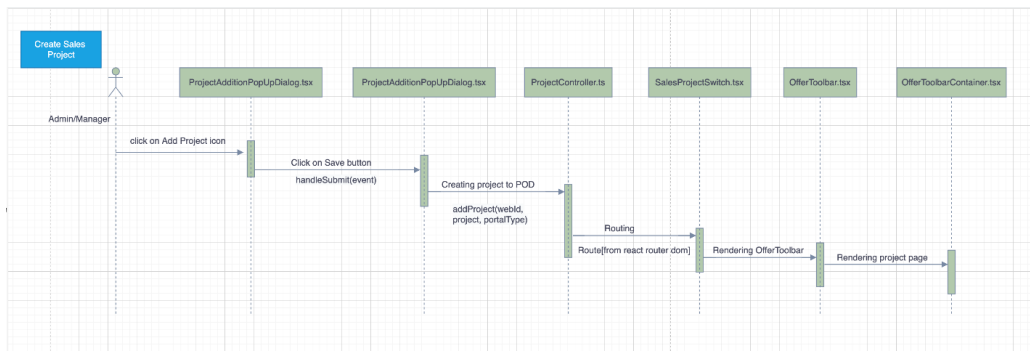 Create Sales
Project
ProjectAdditionPopUpDialog.tsx
ProjectAdditionPopUpDialog.tsx
ProjectController.ts
SalesProjectSwitch.tsx
OfferToolbar.tsx
OfferToolbarContainer.tsx
Admin/Manager
click on Add Project icon
Click on Save button
handleSubmit(event)
Creating project to POD
addProject(webId,
project, portalType)
Routing
Route[from react router dom]
Rendering OfferToolbar
Rendering project page